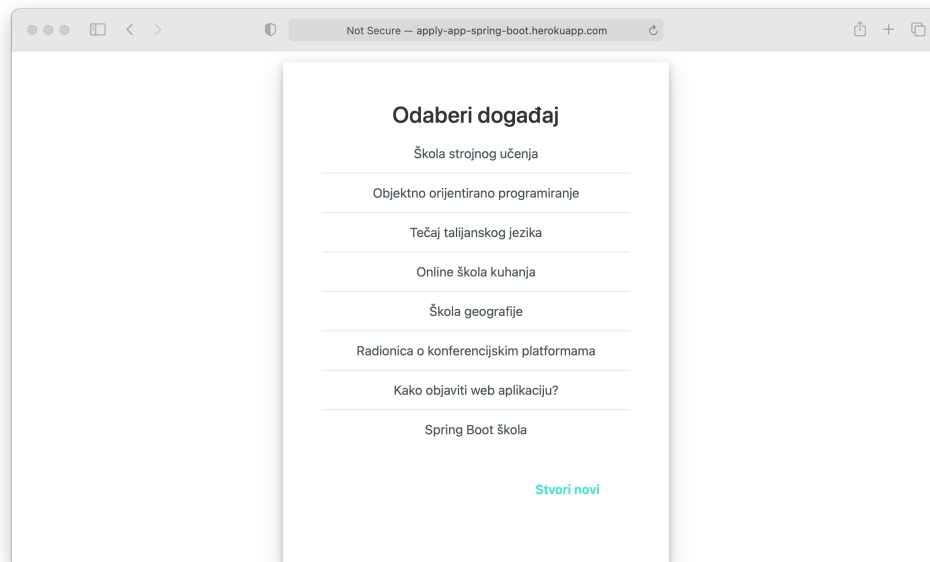 Not Secure — apply-app-spring-boot.herokuapp.com
Odaberi događaj
Škola strojnog učenja
Objektno orijentirano programiranje
Tečaj talijanskog jezika
Online škola kuhanja
Škola geografije
Radionica o konferencijskim platformama
Kako objaviti web aplikaciju?
Spring Boot škola
Stvori novi